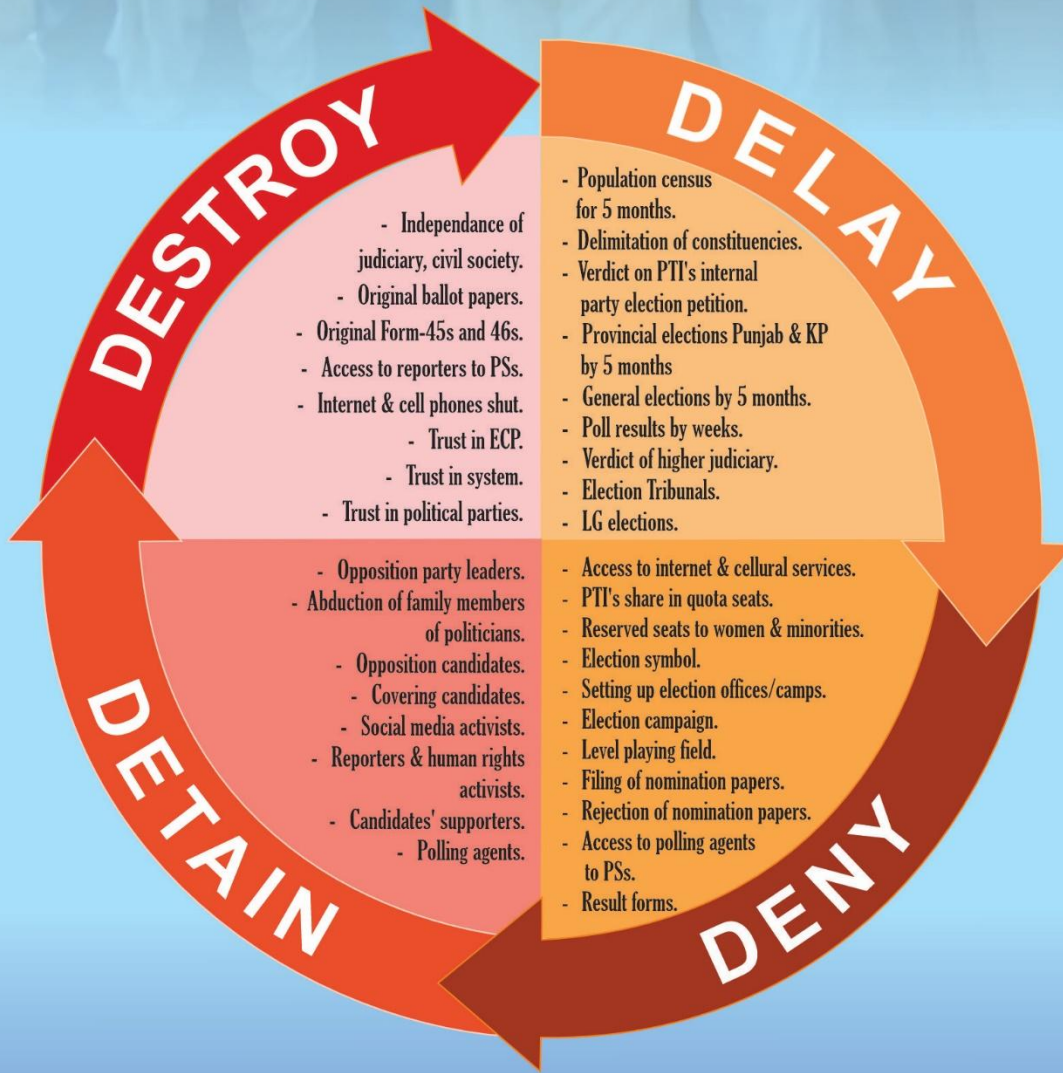 DELAY
- Population census
for 5 months.
- Delimitation of constituencies.
- Verdict on PTI's internal
party election petition.
- Provincial elections Punjab & KP
by 5 months
- General elections by 5 months.
- Poll results by weeks.
- Verdict of higher judiciary.
- Election Tribunals.
- LG elections.
DENY
- Access to internet & cellural services.
- PTI's share in quota seats.
- Reserved seats to women & minorities.
- Election symbol.
- Setting up election offices/camps.
- Election campaign.
- Level playing field.
- Filing of nomination papers.
- Rejection of nomination papers.
- Access to polling agents
to PSs.
- Result forms.
DETAIN
- Opposition party leaders.
- Abduction of family members
of politicians.
- Opposition candidates.
- Covering candidates.
- Social media activists.
- Reporters & human rights
activists.
- Candidates' supporters.
- Polling agents.
DESTROY
- Independance of
judiciary, civil society.
- Original ballot papers.
- Original Form-45s and 46s.
- Access to reporters to PSs.
- Internet & cell phones shut.
- Trust in ECP.
- Trust in system.
- Trust in political parties.